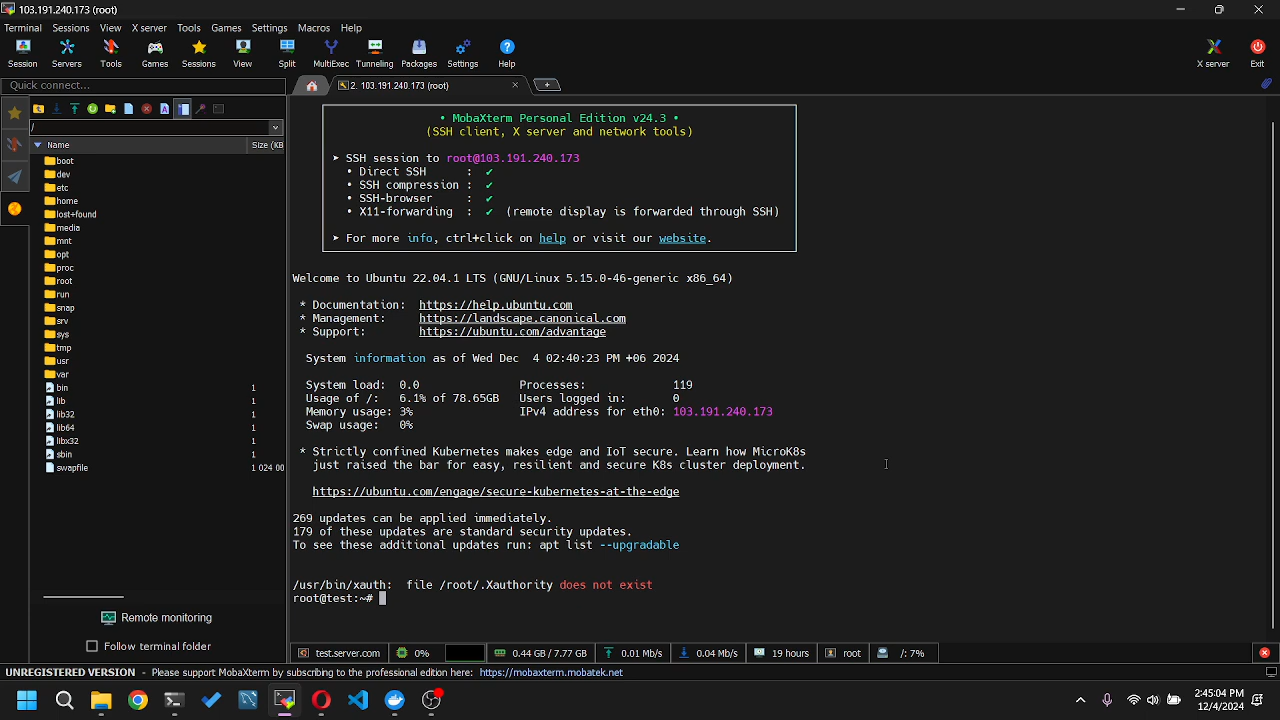 103.191.240.173 (root)
Terminal Sessions View X server Tools Games Settings Macros Help
Session Servers Tools Games Sessions View Split MultiExec Tunneling Packages Settings Help X server Exit
Quick connect...
2. 103.191.240.173 (root)
/
Name Size (KB
boot
dev
etc
home
lost+found
media
mnt
opt
proc
root
run
snap
srv
sys
tmp
usr
var
bin 1
lib 1
lib32 1
lib64 1
libx32 1
sbin 1
swapfile 1 024 00
Remote monitoring
Follow terminal folder
• MobaXterm Personal Edition v24.3 •
(SSH client, X server and network tools)
➤ SSH session to root@103.191.240.173
• Direct SSH : ✔
• SSH compression : ✔
• SSH-browser : ✔
• X11-forwarding : ✔ (remote display is forwarded through SSH)
➤ For more info, ctrl+click on help or visit our website.
Welcome to Ubuntu 22.04.1 LTS (GNU/Linux 5.15.0-46-generic x86_64)
* Documentation: https://help.ubuntu.com
* Management: https://landscape.canonical.com
* Support: https://ubuntu.com/advantage
System information as of Wed Dec 4 02:40:23 PM +06 2024
System load: 0.0 Processes: 119
Usage of /: 6.1% of 78.65GB Users logged in: 0
Memory usage: 3% IPv4 address for eth0: 103.191.240.173
Swap usage: 0%
* Strictly confined Kubernetes makes edge and IoT secure. Learn how MicroK8s
just raised the bar for easy, resilient and secure K8s cluster deployment.
https://ubuntu.com/engage/secure-kubernetes-at-the-edge
269 updates can be applied immediately.
179 of these updates are standard security updates.
To see these additional updates run: apt list --upgradable
/usr/bin/xauth: file /root/.Xauthority does not exist
root@test:~#
test.server.com 0% 0.44 GB / 7.77 GB 0.01 Mb/s 0.04 Mb/s 19 hours root /: 7%
UNREGISTERED VERSION - Please support MobaXterm by subscribing to the professional edition here: https://mobaxterm.mobatek.net
2:45:04 PM
12/4/2024